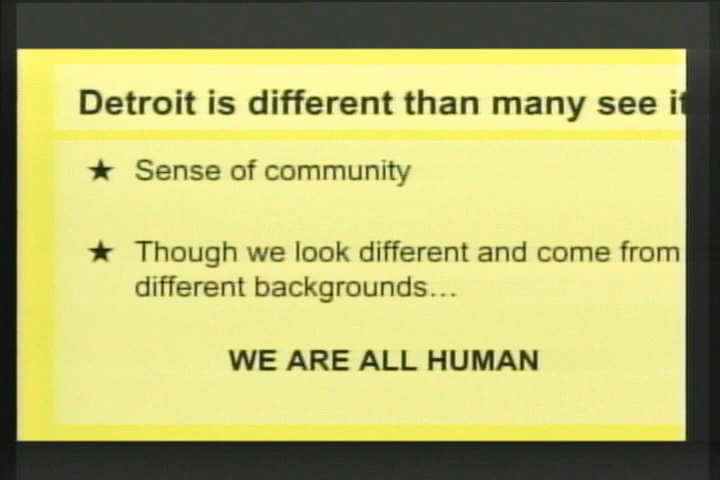 Detroit is different than many see it
★ Sense of community
★ Though we look different and come from
different backgrounds…
WE ARE ALL HUMAN